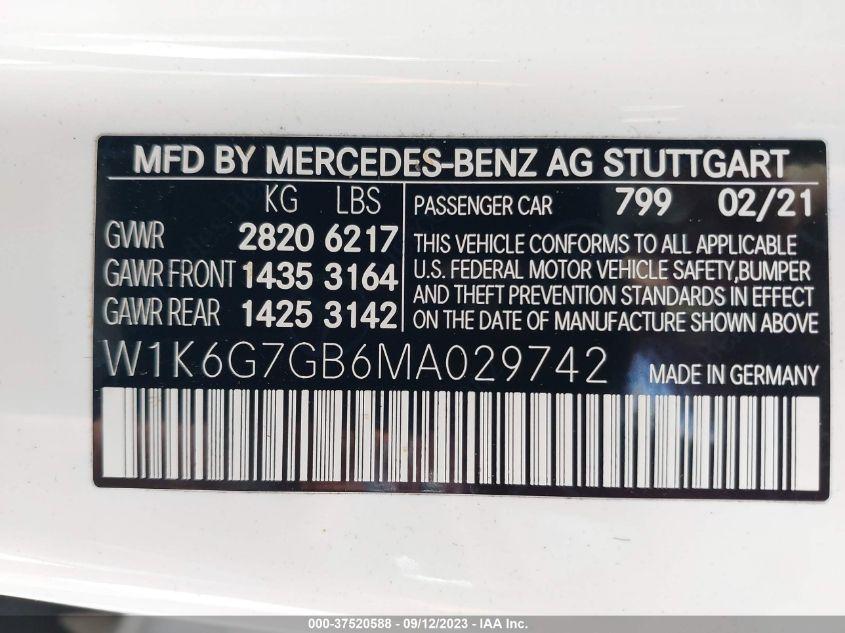 MFD BY MERCEDES-BENZ AG STUTTGART
KG LBS
GVWR 2820 6217
GAWR FRONT 1435 3164
GAWR REAR 1425 3142
PASSENGER CAR 799 02/21
THIS VEHICLE CONFORMS TO ALL APPLICABLE
U.S. FEDERAL MOTOR VEHICLE SAFETY,BUMPER
AND THEFT PREVENTION STANDARDS IN EFFECT
ON THE DATE OF MANUFACTURE SHOWN ABOVE
W1K6G7GB6MA029742 MADE IN GERMANY
000-37520588 - 09/12/2023 - IAA Inc.